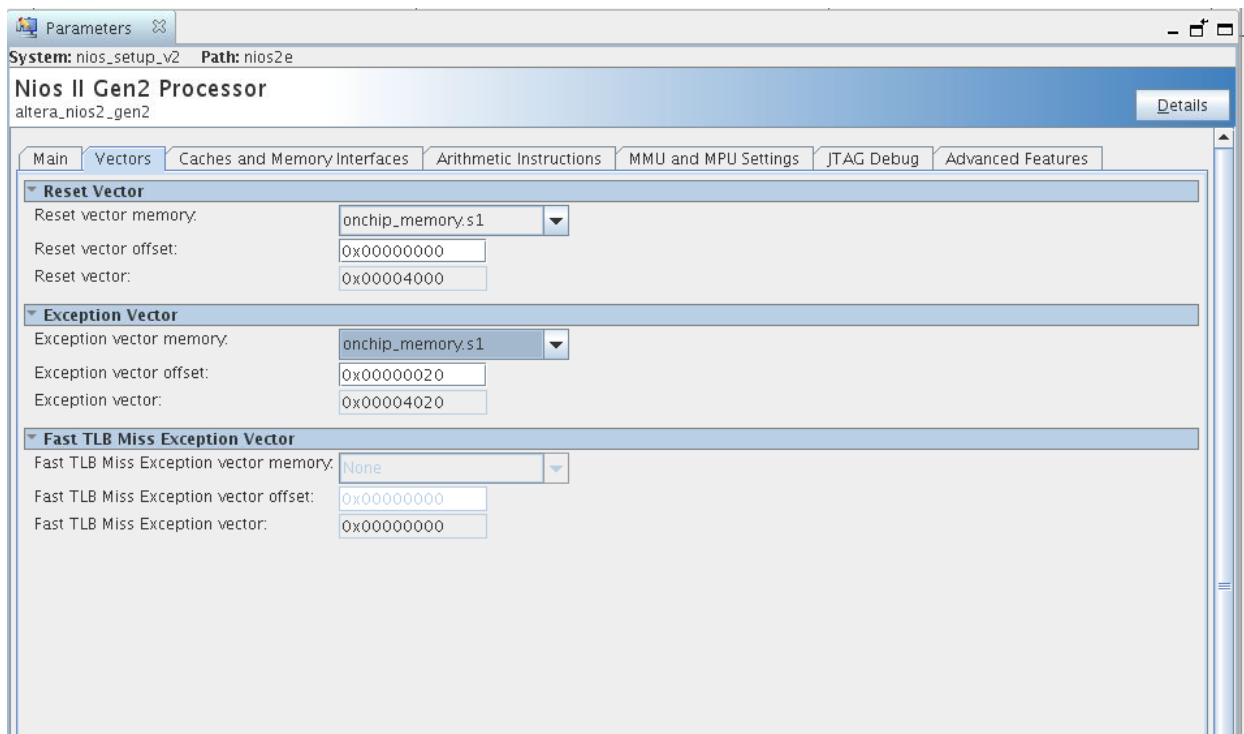 Parameters
System: nios_setup_v2 Path: nios2e
Nios II Gen2 Processor
altera_nios2_gen2
Details
Main Vectors Caches and Memory Interfaces Arithmetic Instructions MMU and MPU Settings JTAG Debug Advanced Features
Reset Vector
Reset vector memory: onchip_memory.s1
Reset vector offset: 0x00000000
Reset vector: 0x00004000
Exception Vector
Exception vector memory: onchip_memory.s1
Exception vector offset: 0x00000020
Exception vector: 0x00004020
Fast TLB Miss Exception Vector
Fast TLB Miss Exception vector memory: None
Fast TLB Miss Exception vector offset: 0x00000000
Fast TLB Miss Exception vector: 0x00000000